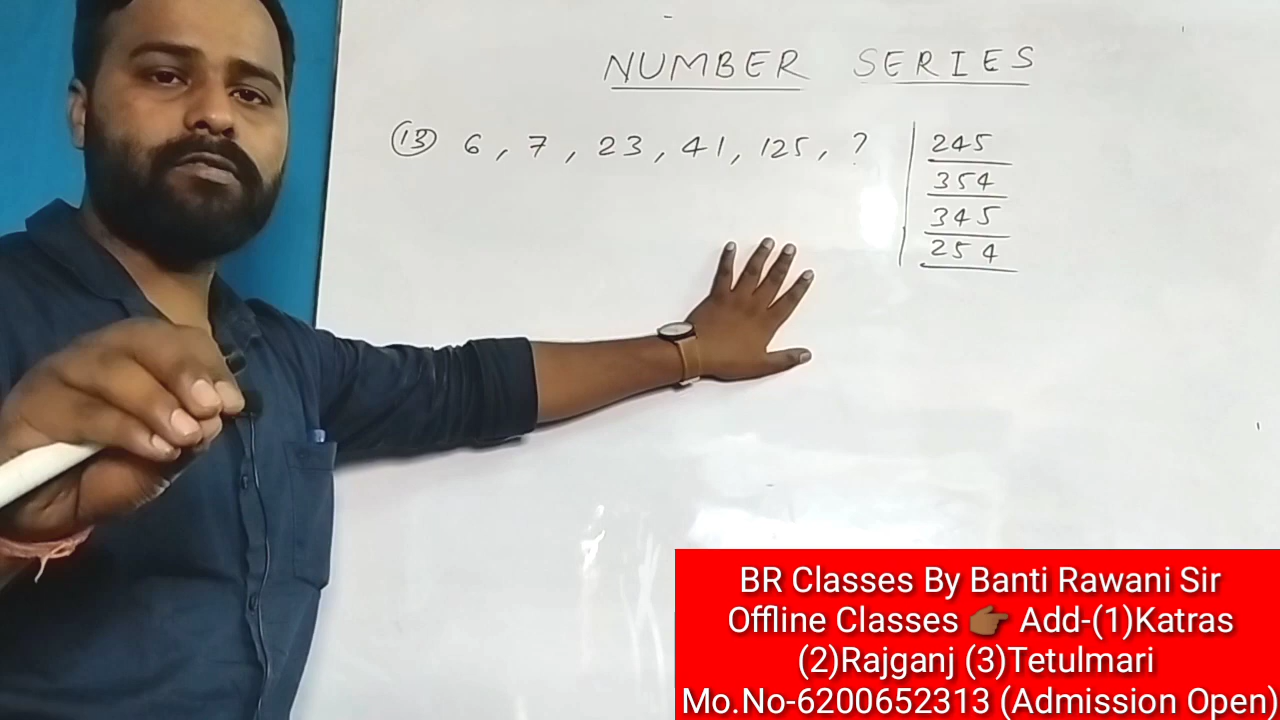 NUMBER SERIES
(13) 6, 7, 23, 41, 125, ?
245
354
345
254
BR Classes By Banti Rawani Sir
Offline Classes 👉🏾 Add-(1)Katras
(2)Rajganj (3)Tetulmari
Mo.No-6200652313 (Admission Open)